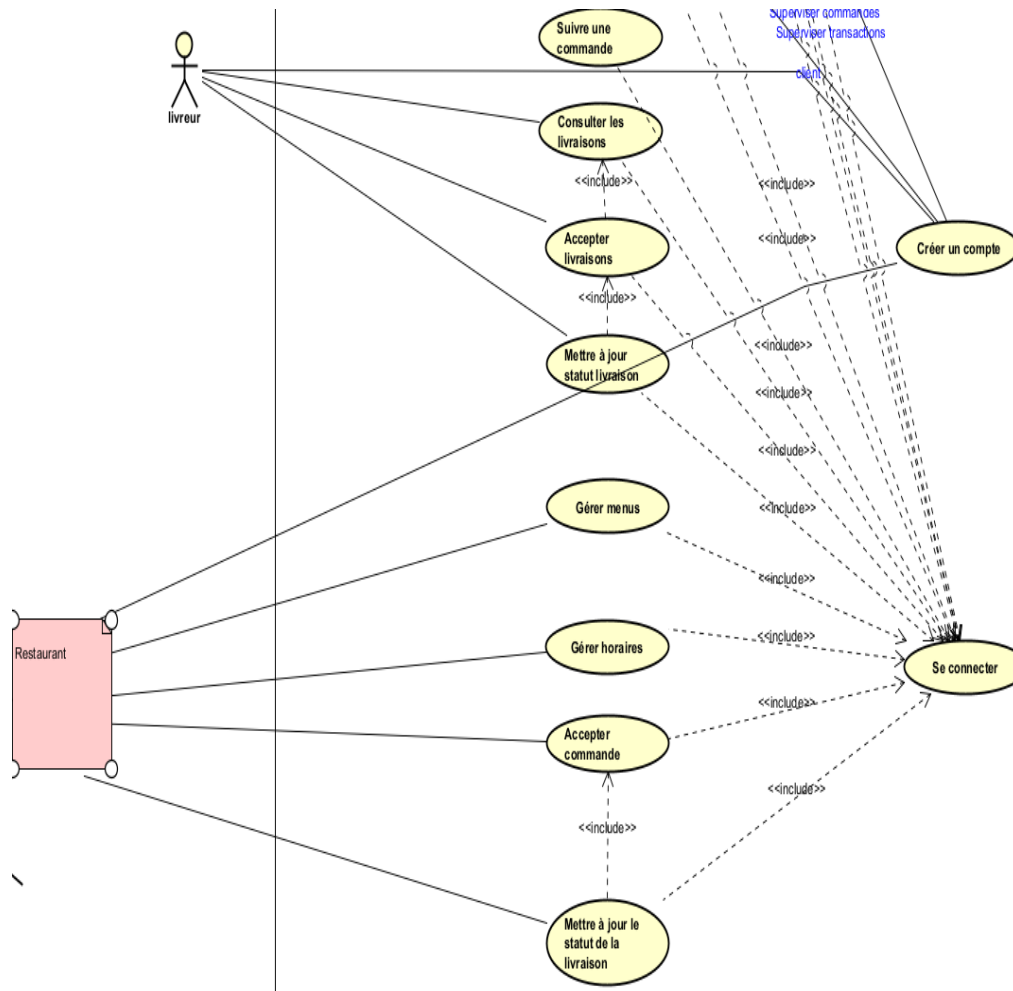 Superviser commandes
Suivre une
commande
Superviser transactions
client
livreur
Consulter les
livraisons
<<include>>
<<include>>
Accepter
livraisons
<<include>>
Créer un compte
<<include>>
<<include>>
Mettre à jour
statut livraison
<<include>>
<<include>>
Gérer menus
<<include>>
<<include>>
Restaurant
Gérer horaires
<<include>>
Se connecter
<<include>>
Accepter
commande
<<include>>
<<include>>
Mettre à jour le
statut de la
livraison